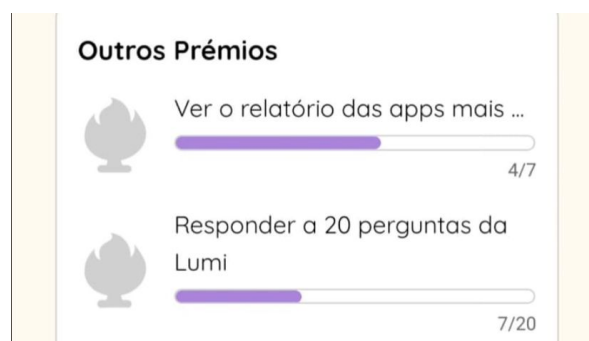 Outros Prémios
Ver o relatório das apps mais ...
4/7
Responder a 20 perguntas da
Lumi
7/20